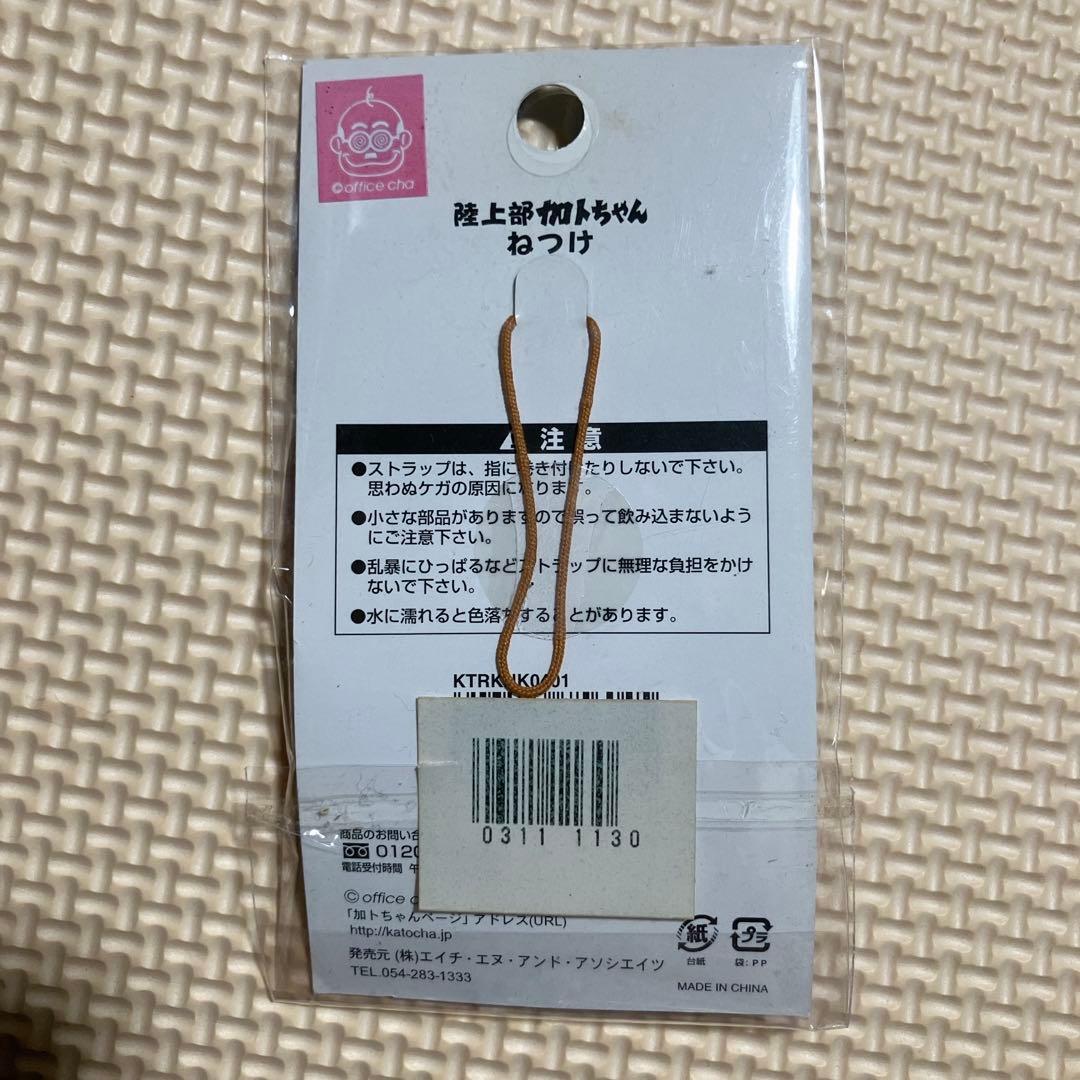 ©office cha
陸上部加トちゃん
ねつけ
注意
●ストラップは、指に巻き付けたりしないで下さい。
思わぬケガの原因になります。
●小さな部品がありますので誤って飲み込まないよう
にご注意下さい。
●乱暴にひっぱるなどストラップに無理な負担をかけ
ないで下さい。
●水に濡れると色落ちすることがあります。
0311 1130
商品のお問い合
0120
電話受付時間
©office
「加トちゃんページ」アドレス(URL)
http://katocha.jp
発売元 (株)エイチ・エヌ・アンド・アソシエイツ
TEL.054-283-1333
紙
台紙
プラ
袋:PP
MADE IN CHINA